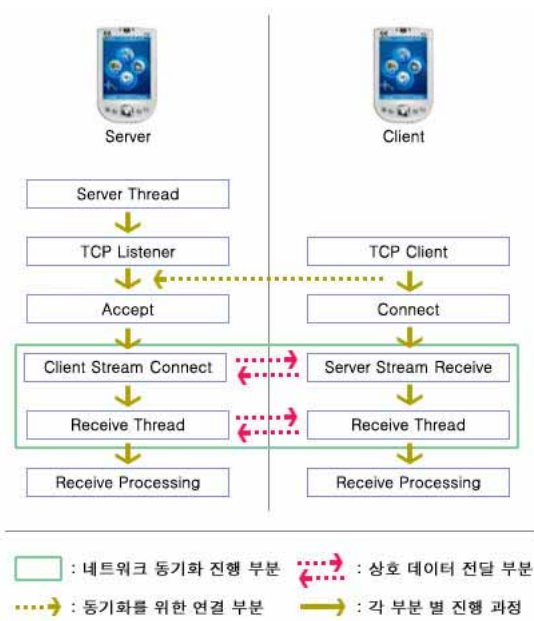 Server Client
Server Thread
TCP Listener TCP Client
Accept Connect
Client Stream Connect Server Stream Receive
Receive Thread Receive Thread
Receive Processing Receive Processing
: 네트워크 동기화 진행 부분 : 상호 데이터 전달 부분
: 동기화를 위한 연결 부분 : 각 부분 별 진행 과정